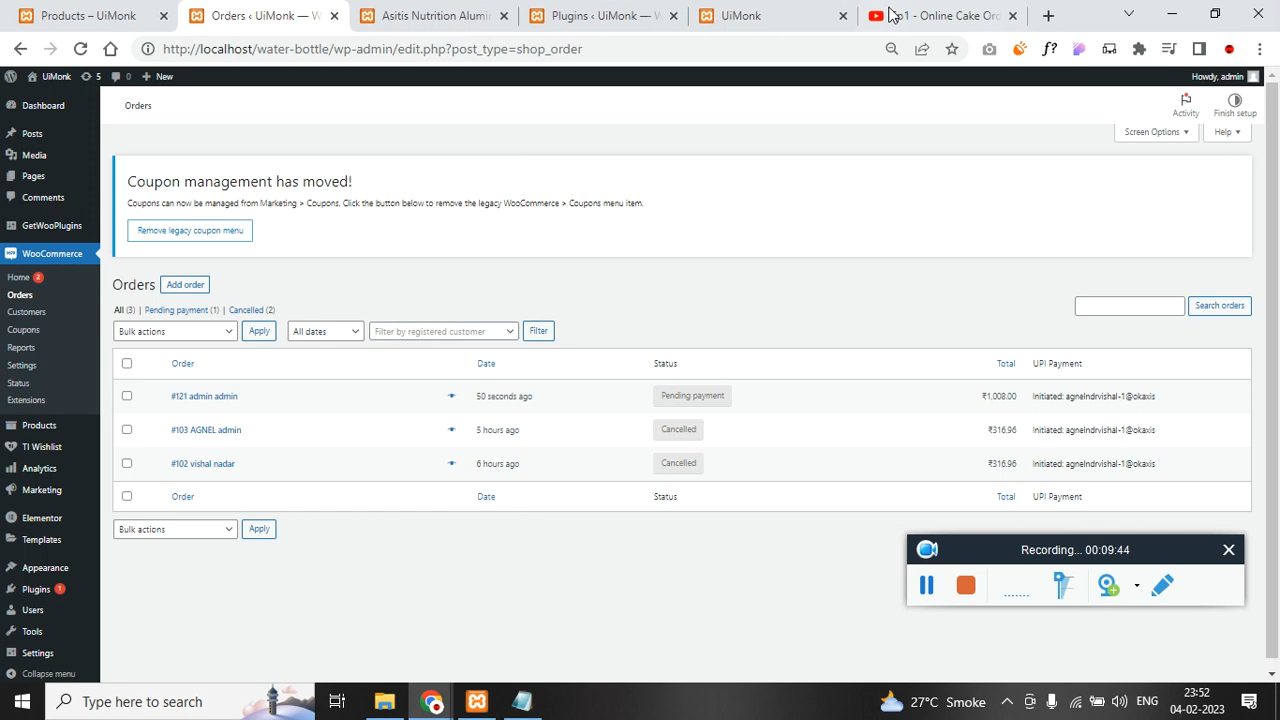 Products ‹ UiMonk —
Orders ‹ UiMonk — W
Asitis Nutrition Alumin
Plugins ‹ UiMonk — W
UiMonk
1 - Online Cake Ord
http://localhost/water-bottle/wp-admin/edit.php?post_type=shop_order
UiMonk 5 0 New
Howdy, admin
Dashboard
Posts
Media
Pages
Comments
GetWooPlugins
WooCommerce
Home 2
Orders
Customers
Coupons
Reports
Settings
Status
Extensions
Products
TI Wishlist
Analytics
Marketing
Elementor
Templates
Appearance
Plugins 1
Users
Tools
Settings
Collapse menu
Orders
Activity
Finish setup
Screen Options
Help
Coupon management has moved!
Coupons can now be managed from Marketing > Coupons. Click the button below to remove the legacy WooCommerce > Coupons menu item.
Remove legacy coupon menu
Orders Add order
All (3) | Pending payment (1) | Cancelled (2)
Search orders
Bulk actions Apply All dates Filter by registered customer Filter
Order Date Status Total UPI Payment
#121 admin admin 50 seconds ago Pending payment ₹1,008.00 Initiated: agnelndrvishal-1@okaxis
#103 AGNEL admin 5 hours ago Cancelled ₹316.96 Initiated: agnelndrvishal-1@okaxis
#102 vishal nadar 6 hours ago Cancelled ₹316.96 Initiated: agnelndrvishal-1@okaxis
Order Date Status Total UPI Payment
Bulk actions Apply
Recording... 00:09:44
Type here to search
27°C Smoke
ENG
23:52
04-02-2023